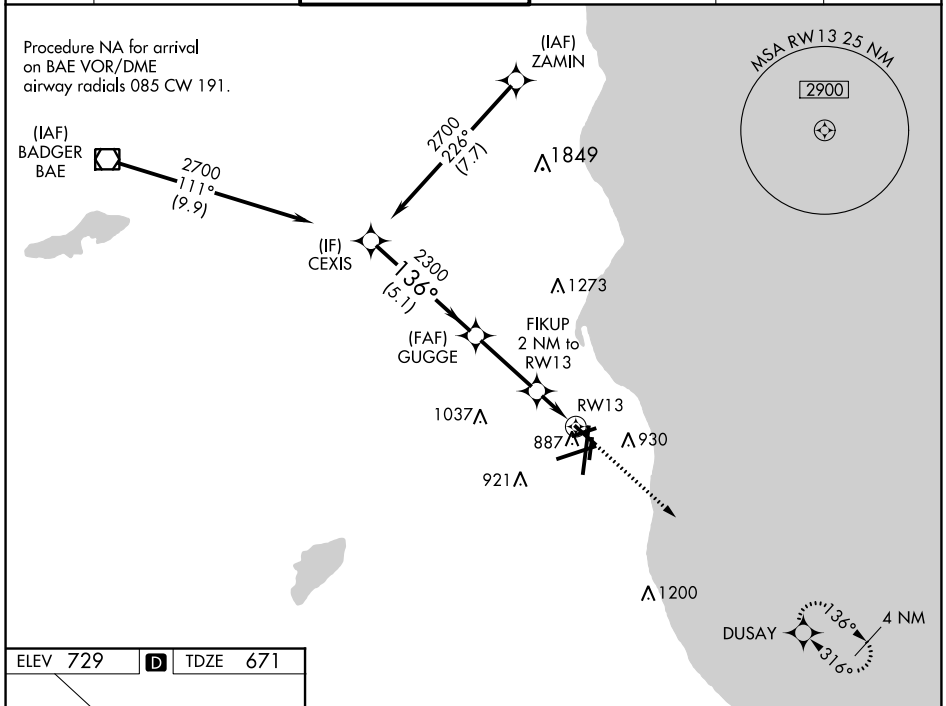 Procedure NA for arrival
on BAE VOR/DME
airway radials 085 CW 191.
(IAF)
ZAMIN
MSA RW13 25 NM
2900
(IAF)
BADGER
BAE
2700
111°
(9.9)
2700
226°
(7.7)
1849
(IF)
CEXIS
2300
136°
(5.1)
1273
(FAF)
GUGGE
FIKUP
2 NM to
RW13
RW13
1037
887
930
921
1200
DUSAY
136°
316°
4 NM
ELEV 729
D
TDZE 671